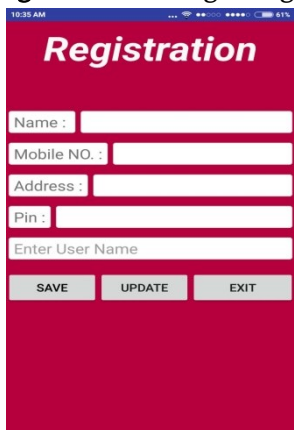 10:35 AM ... 61%
Registration
Name :
Mobile NO. :
Address :
Pin :
Enter User Name
SAVE UPDATE EXIT